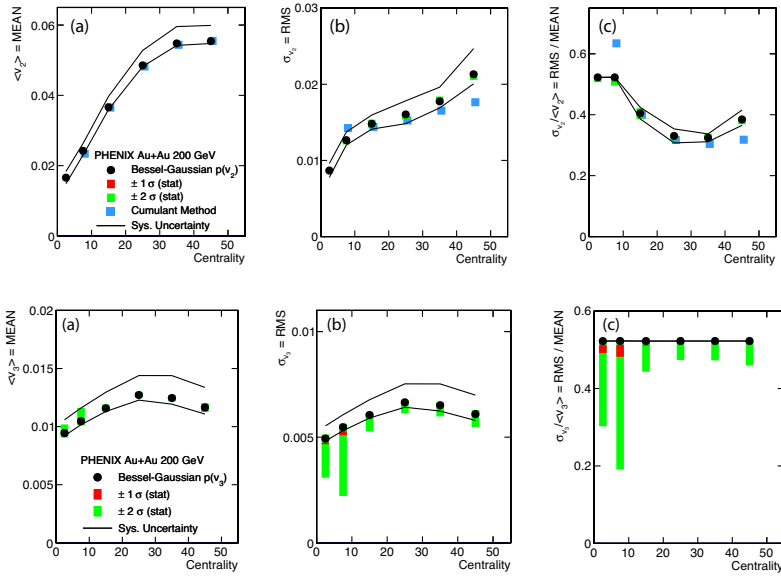 (a)
<v₂> = MEAN
0.06
0.04
0.02
0
PHENIX Au+Au 200 GeV
Bessel-Gaussian p(v₂)
± 1 σ (stat)
± 2 σ (stat)
Cumulant Method
Sys. Uncertainty
0 10 20 30 40 50
Centrality
(b)
σᵥ₂ = RMS
0.03
0.02
0.01
0
0 10 20 30 40 50
Centrality
(c)
σᵥ₂/<v₂> = RMS / MEAN
0.6
0.4
0.2
0
0 10 20 30 40 50
Centrality
(a)
<v₃> = MEAN
0.02
0.015
0.01
0.005
0
PHENIX Au+Au 200 GeV
Bessel-Gaussian p(v₃)
± 1 σ (stat)
± 2 σ (stat)
Sys. Uncertainty
0 10 20 30 40 50
Centrality
(b)
σᵥ₃ = RMS
0.01
0.005
0
0 10 20 30 40 50
Centrality
(c)
σᵥ₃/<v₃> = RMS / MEAN
0.6
0.4
0.2
0
0 10 20 30 40 50
Centrality